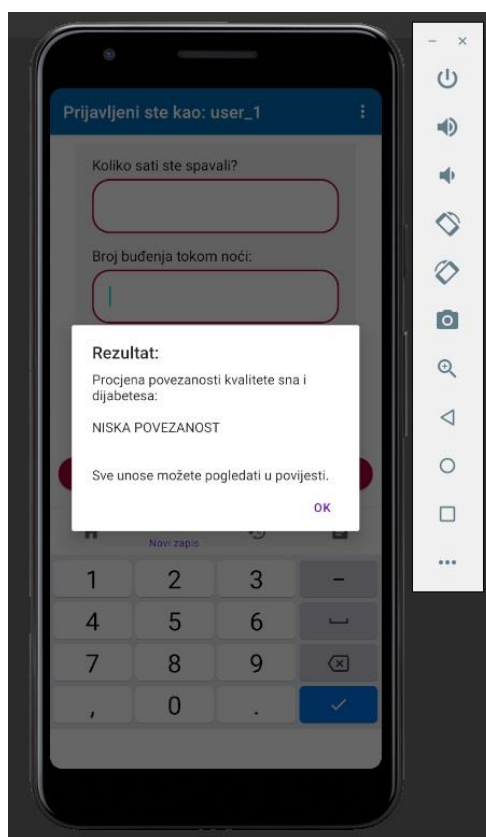 Prijavljeni ste kao: user_1
Koliko sati ste spavali?
Broj buđenja tokom noći:
Rezultat:
Procjena povezanosti kvalitete sna i
dijabetesa:
NISKA POVEZANOST
Sve unose možete pogledati u povijesti.
OK
Novi zapis
1 2 3 -
4 5 6
7 8 9
, 0 .